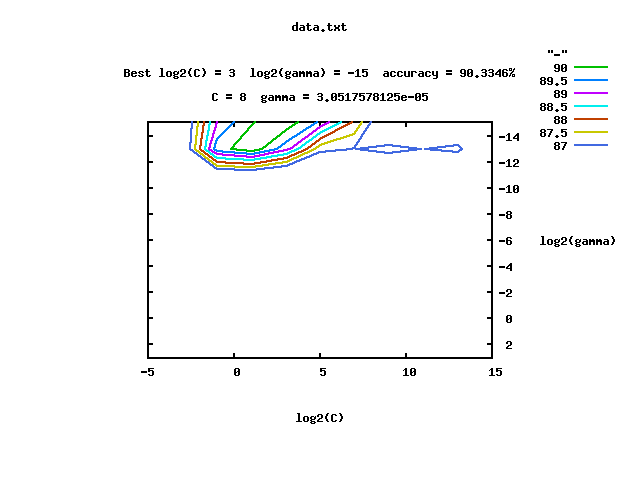 data.txt
Best log2(C) = 3  log2(gamma) = -15  accuracy = 90.3346%
C = 8  gamma = 3.0517578125e-05
"-"
90
89.5
89
88.5
88
87.5
87
-14
-12
-10
-8
-6
-4
-2
0
2
log2(gamma)
-5 0 5 10 15
log2(C)